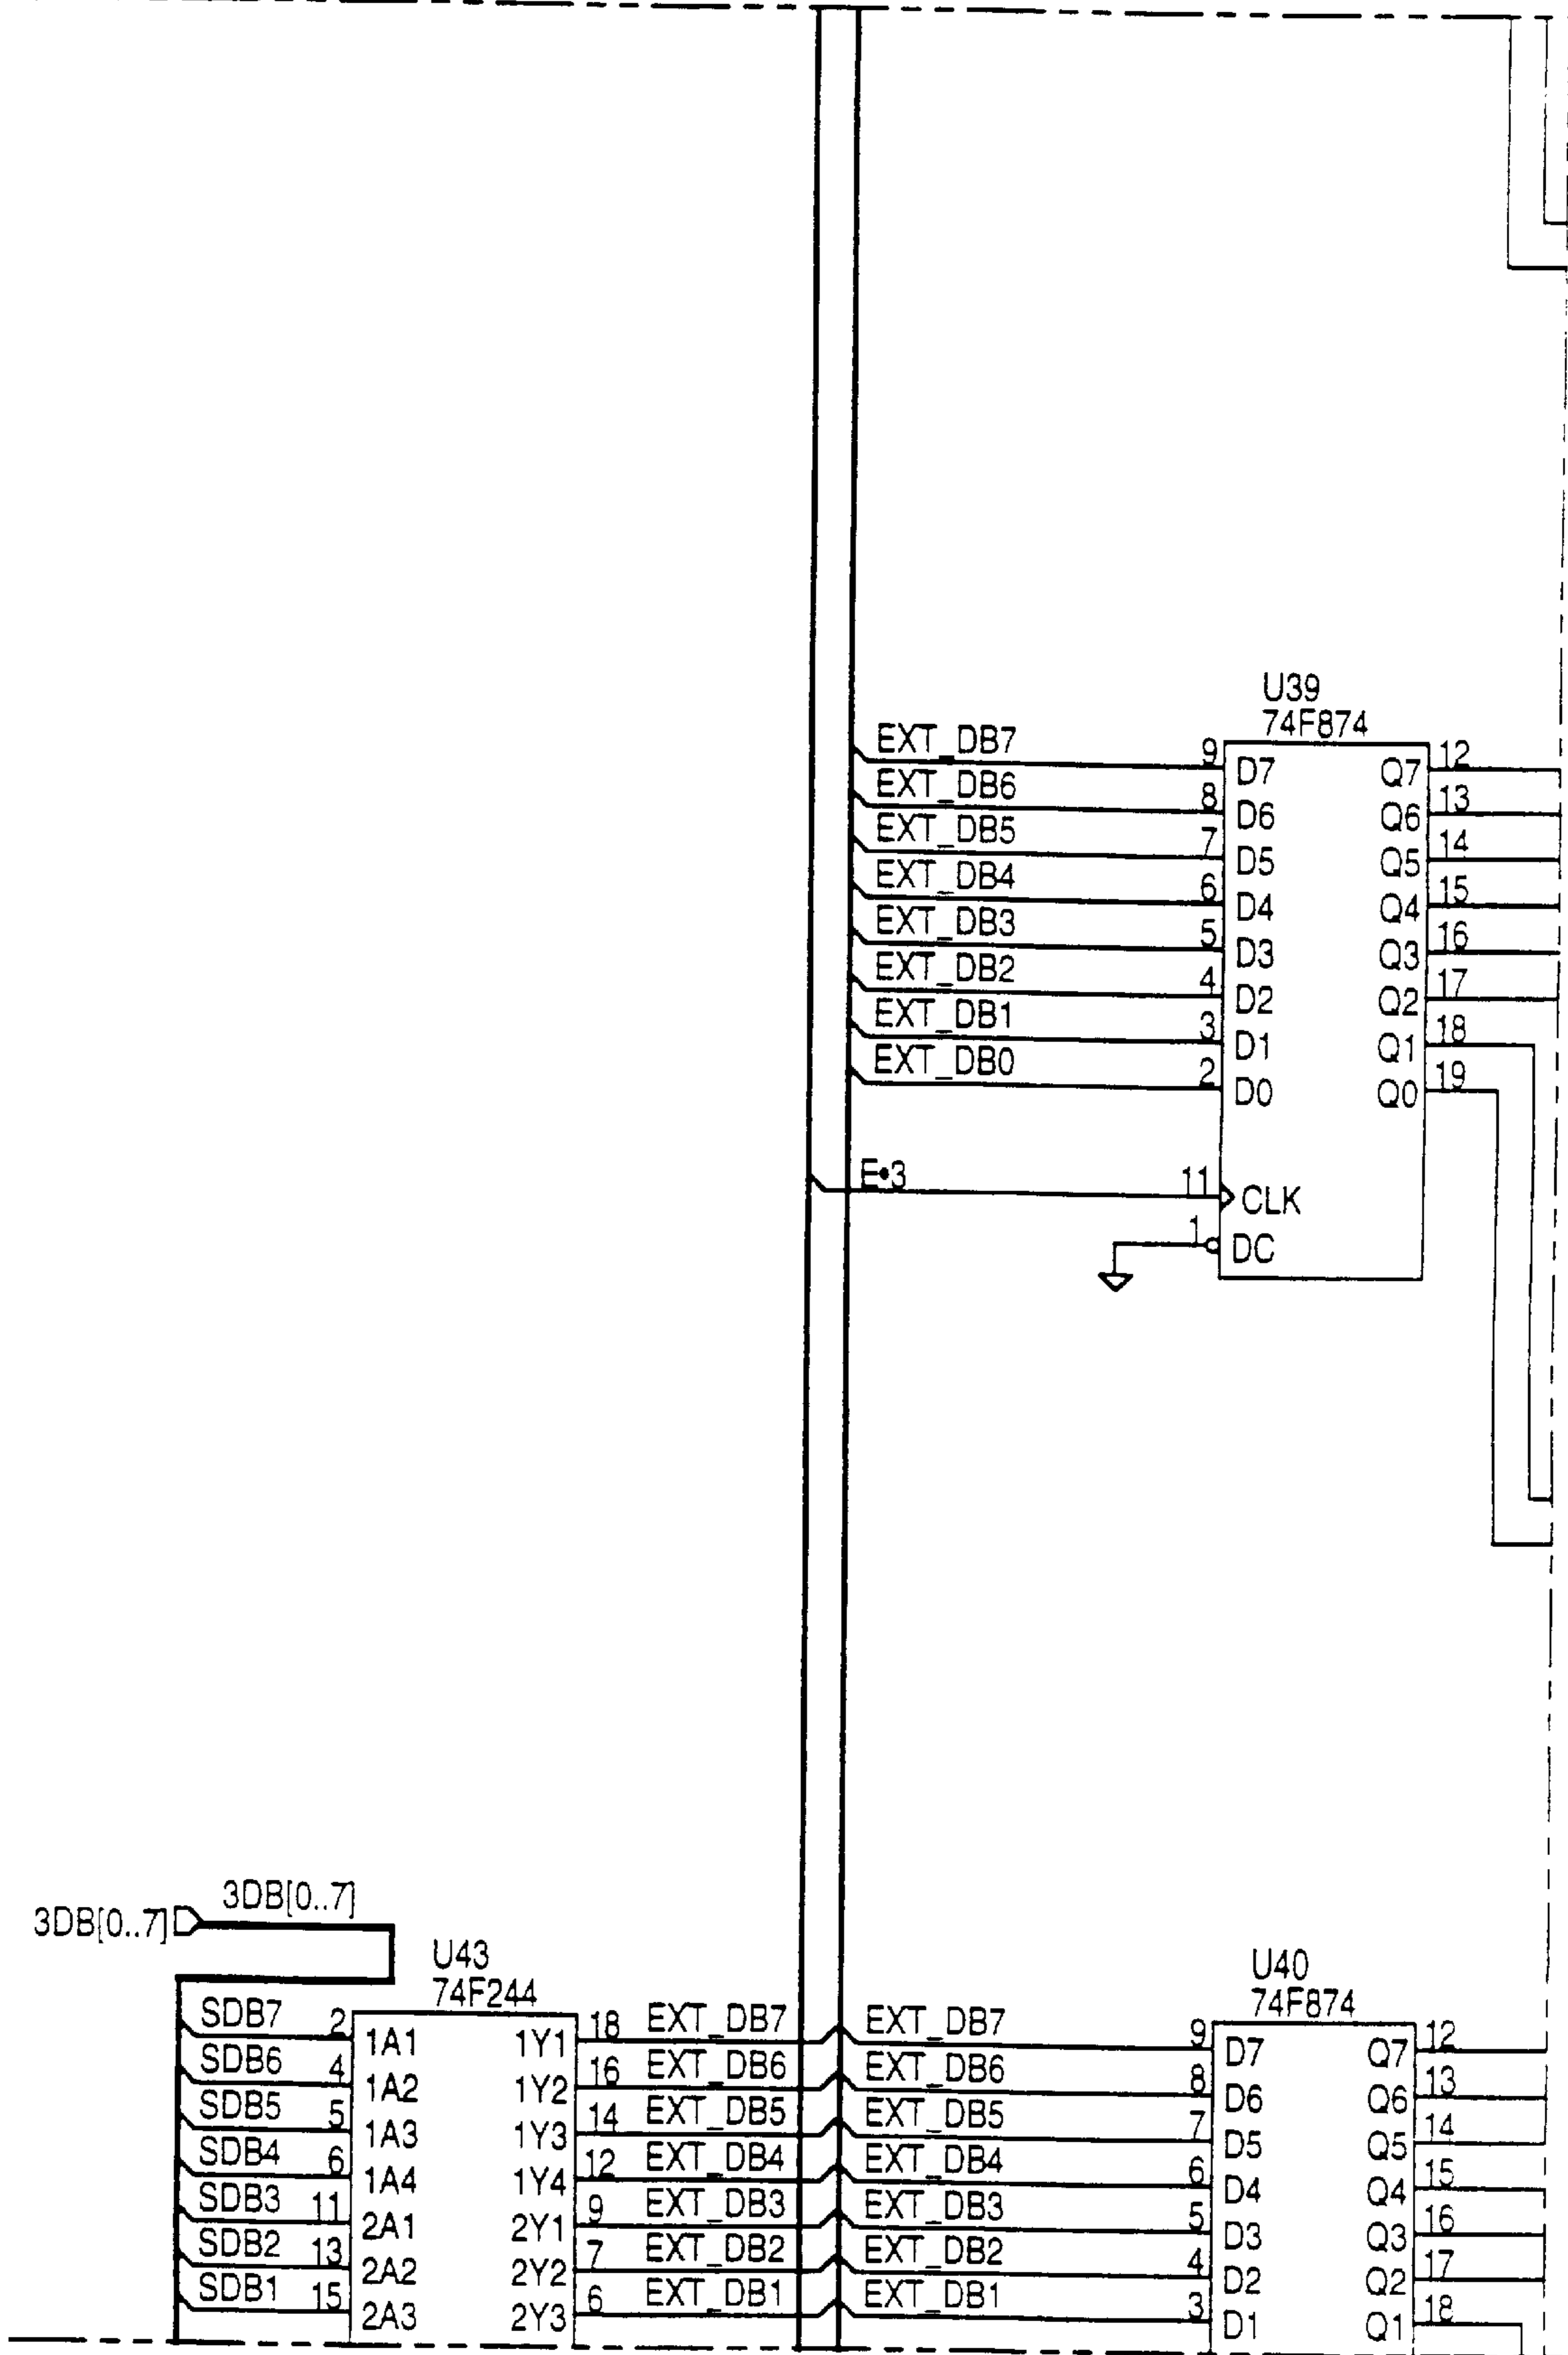 U39
74F874
EXT_DB7 9 D7 Q7 12
EXT_DB6 8 D6 Q6 13
EXT_DB5 7 D5 Q5 14
EXT_DB4 6 D4 Q4 15
EXT_DB3 5 D3 Q3 16
EXT_DB2 4 D2 Q2 17
EXT_DB1 3 D1 Q1 18
EXT_DB0 2 D0 Q0 19
E•3 11 CLK
1 DC
3DB[0..7] 3DB[0..7]
U43
74F244
SDB7 2 1A1 1Y1 18 EXT_DB7
SDB6 4 1A2 1Y2 16 EXT_DB6
SDB5 5 1A3 1Y3 14 EXT_DB5
SDB4 6 1A4 1Y4 12 EXT_DB4
SDB3 11 2A1 2Y1 9 EXT_DB3
SDB2 13 2A2 2Y2 7 EXT_DB2
SDB1 15 2A3 2Y3 6 EXT_DB1
U40
74F874
EXT_DB7 9 D7 Q7 12
EXT_DB6 8 D6 Q6 13
EXT_DB5 7 D5 Q5 14
EXT_DB4 6 D4 Q4 15
EXT_DB3 5 D3 Q3 16
EXT_DB2 4 D2 Q2 17
EXT_DB1 3 D1 Q1 18